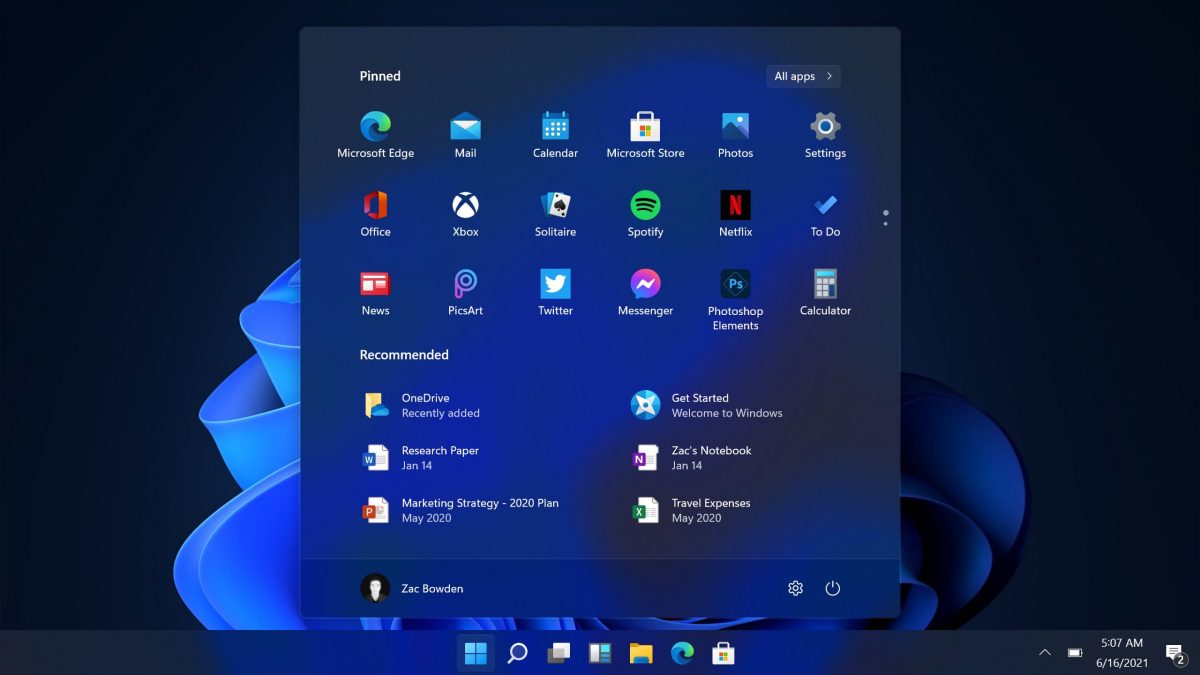 Pinned
All apps
Microsoft Edge
Mail
Calendar
Microsoft Store
Photos
Settings
Office
Xbox
Solitaire
Spotify
N
Netflix
To Do
News
PicsArt
Twitter
Messenger
Ps
Photoshop
Elements
Calculator
Recommended
OneDrive
Recently added
Get Started
Welcome to Windows
W
Research Paper
Jan 14
N
Zac's Notebook
Jan 14
P
Marketing Strategy - 2020 Plan
May 2020
X
Travel Expenses
May 2020
Zac Bowden
5:07 AM
6/16/2021
2